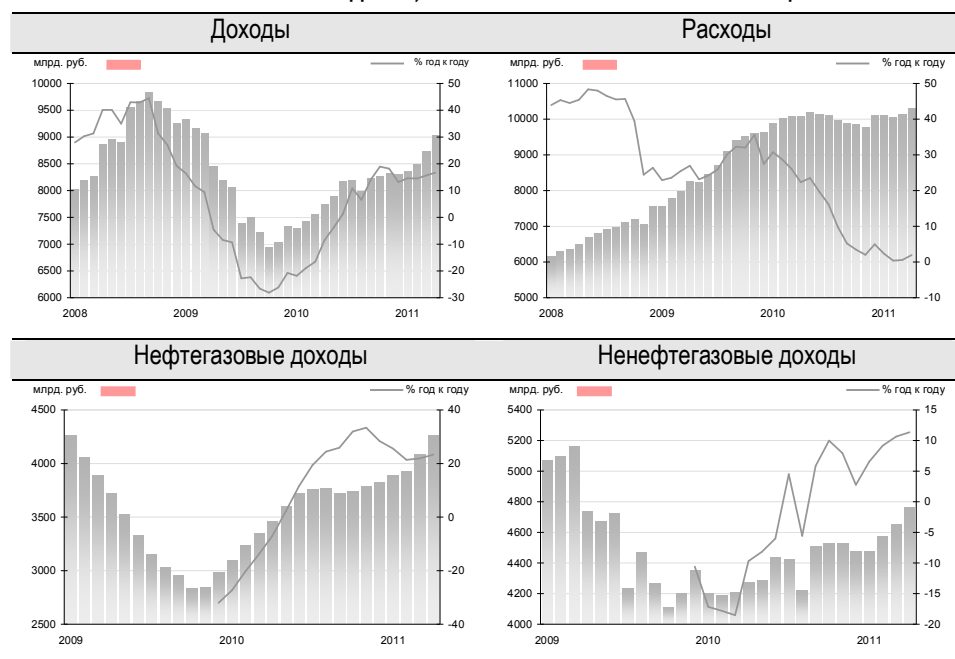 Доходы Расходы
млрд. руб. % год к году млрд. руб. % год к году
10000 50 11000 50
9500 40 10000 40
9000 30 9000 30
8500 20 8000 20
8000 10 7000 10
7500 0 6000 0
7000 -10 5000 -10
6500 -20
6000 -30
2008 2009 2010 2011 2008 2009 2010 2011
Нефтегазовые доходы Ненефтегазовые доходы
млрд. руб. % год к году млрд. руб. % год к году
4500 40 5400 15
4000 20 5200 10
3500 0 5000 5
3000 -20 4800 0
2500 -40 4600 -5
4400 -10
4200 -15
4000 -20
2009 2010 2011 2009 2010 2011